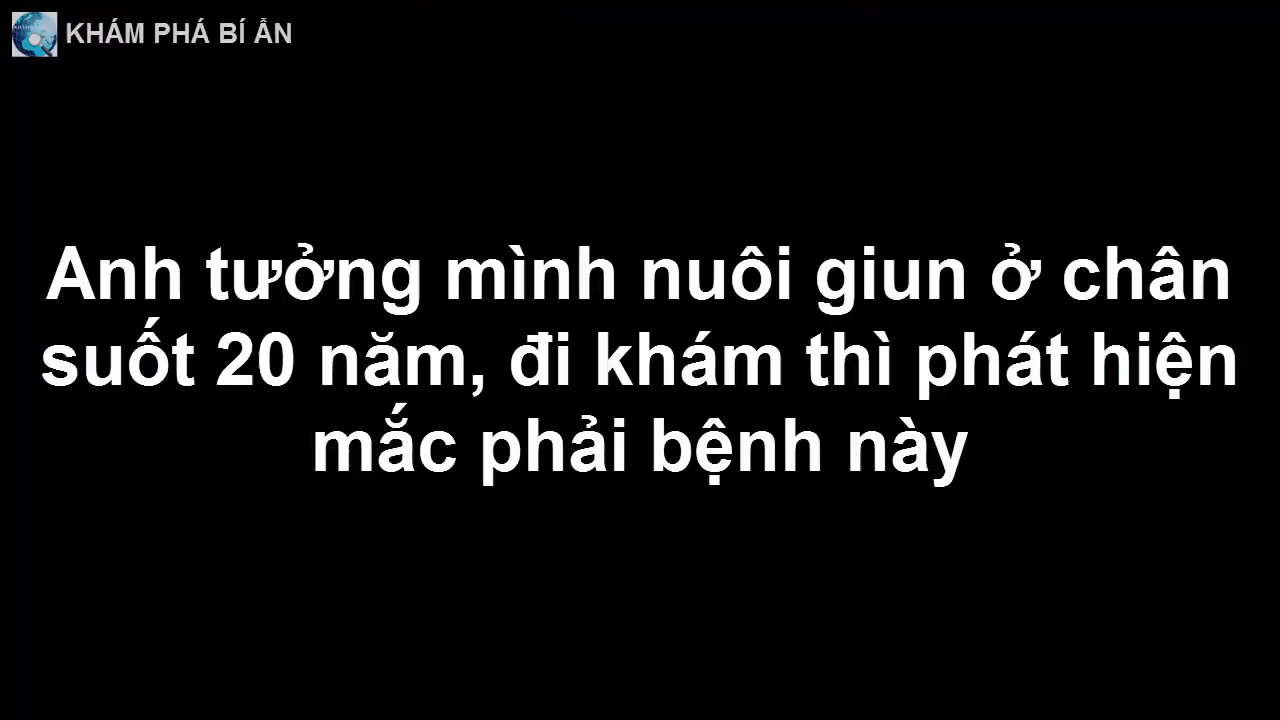 KHÁM PHÁ BÍ ẨN
Anh tưởng mình nuôi giun ở chân
suốt 20 năm, đi khám thì phát hiện
mắc phải bệnh này